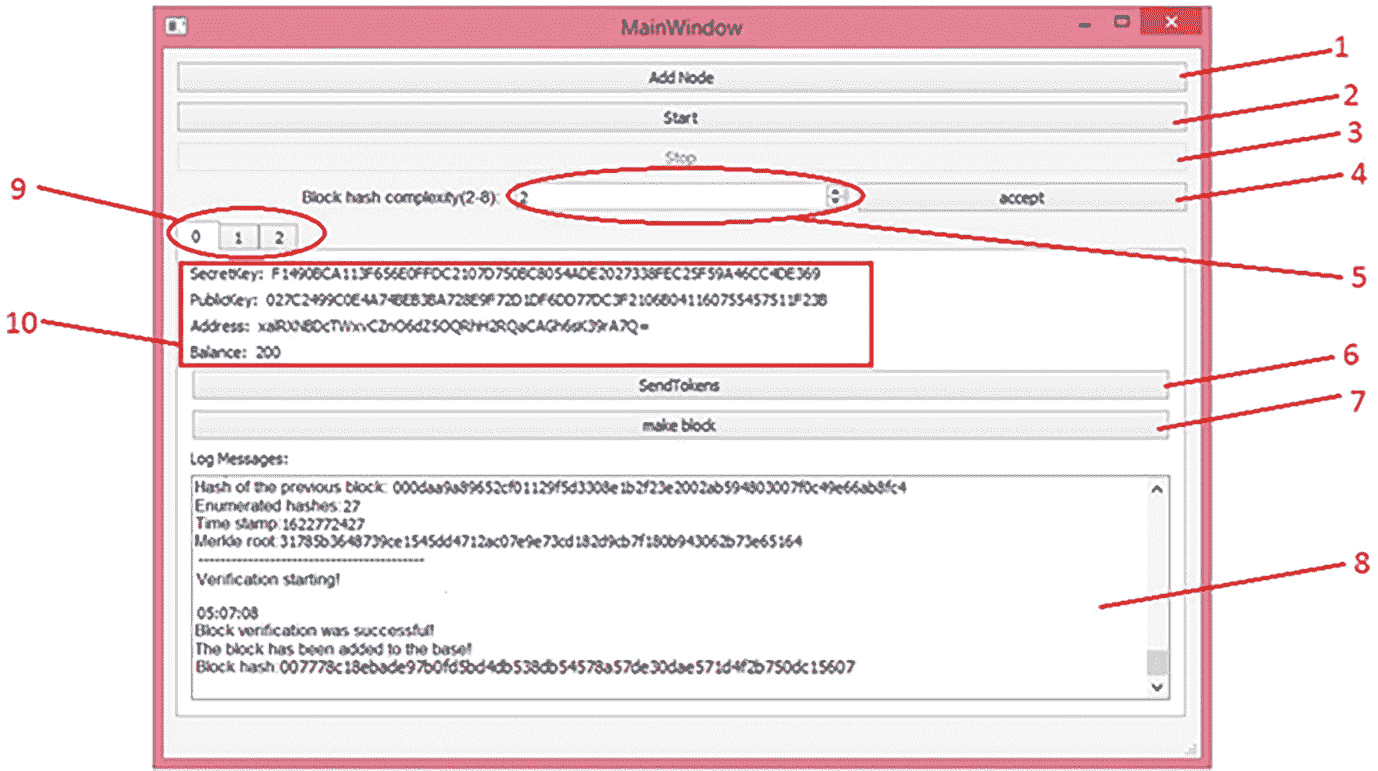 MainWindow
Add Node
1
Start
2
Stop
3
Block hash complexity(2-8): 2
accept
4
9
0 1 2
5
SecretKey: F1490BCA113F656E0FFDC2107D750BC8054ADE2027338FEC25F59A46CC4DE369
PublicKey: 027C2499C0E4A74BEB3BA728E9F72D1DF6DD77DC3F2106B0411607554575 11F23B
10
Address:
Balance: 200
SendTokens
6
make block
7
Log Messages:
Hash of the previous block: 000daa9a89652cf01129f5d3308e1b2f23e2002ab594803007f0c49e66ab8fc4
Enumerated hashes:27
Time stamp:1622772427
Merkle root:31785b3648739ce1545dd4712ac07e9e73cd182d9cb7f180b943062b73e65164
----------------------------------------
Verification starting!
8
05:07:08
Block verification was successful!
The block has been added to the base!
Block hash:007778c18ebade97b0fd5bd4db538db54578a57de30dae571d4f2b750dc15607